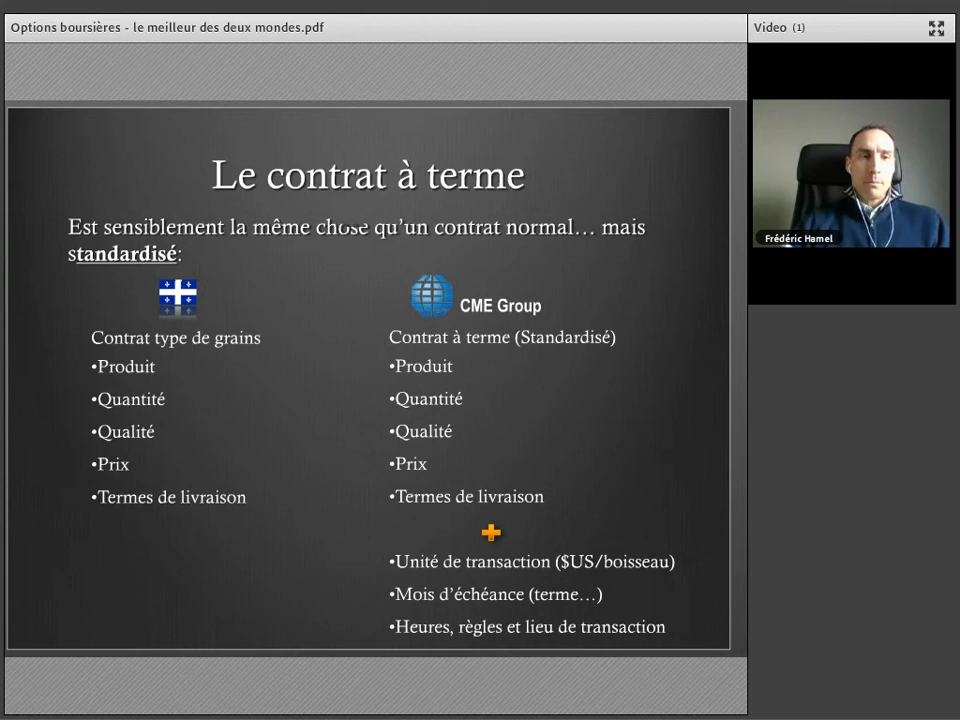 Options boursières - le meilleur des deux mondes.pdf
Video (1)
Frédéric Hamel
Le contrat à terme
Est sensiblement la même chose qu'un contrat normal… mais
standardisé:
CME Group
Contrat type de grains
•Produit
•Quantité
•Qualité
•Prix
•Termes de livraison
Contrat à terme (Standardisé)
•Produit
•Quantité
•Qualité
•Prix
•Termes de livraison
•Unité de transaction ($US/boisseau)
•Mois d'échéance (terme…)
•Heures, règles et lieu de transaction